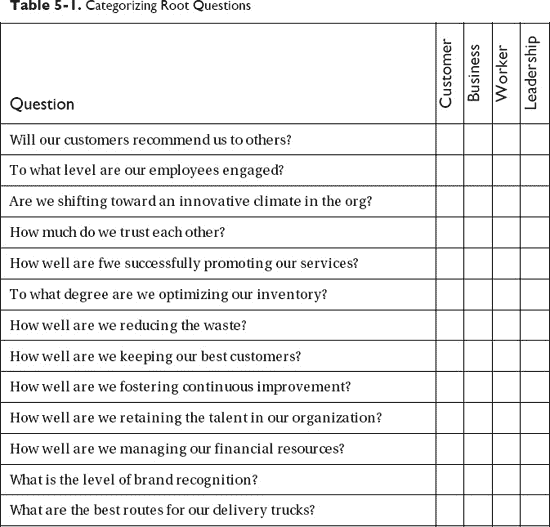 Table 5-1. Categorizing Root Questions
Question
Customer
Business
Worker
Leadership
Will our customers recommend us to others?
To what level are our employees engaged?
Are we shifting toward an innovative climate in the org?
How much do we trust each other?
How well are fwe successfully promoting our services?
To what degree are we optimizing our inventory?
How well are we reducing the waste?
How well are we keeping our best customers?
How well are we fostering continuous improvement?
How well are we retaining the talent in our organization?
How well are we managing our financial resources?
What is the level of brand recognition?
What are the best routes for our delivery trucks?